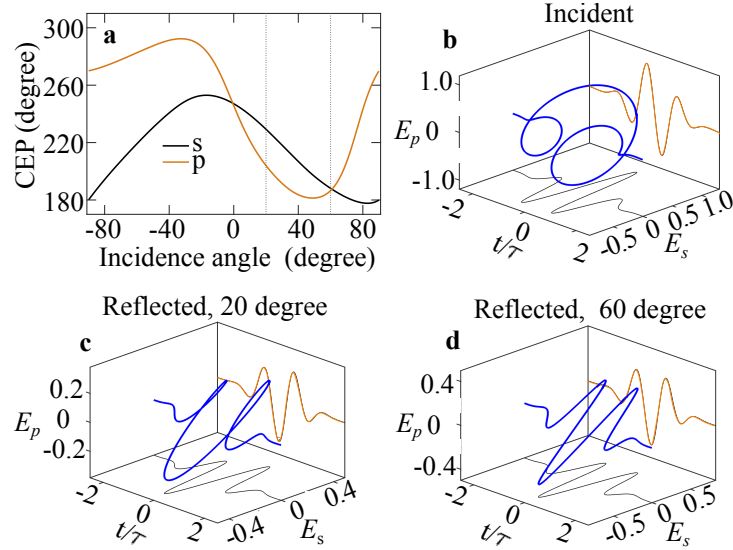 300
260
220
180
CEP (degree)
a
s
p
-80 -40 0 40 80
Incidence angle (degree)
Incident
b
1.0
0
-1.0
E_p
-2
0
2
t/τ
-0.5
0
0.5
1.0
E_s
Reflected, 20 degree
c
0.2
0
-0.2
E_p
-2
0
2
t/τ
-0.4
0
0.4
E_s
Reflected, 60 degree
d
0.4
0
-0.4
E_p
-2
0
2
t/τ
-0.5
0
0.5
E_s